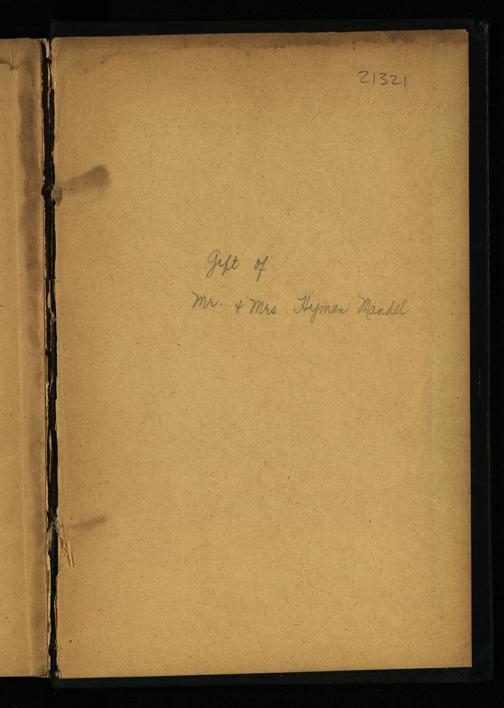 21321
Gift of
Mr. & Mrs. Hyman Mandel